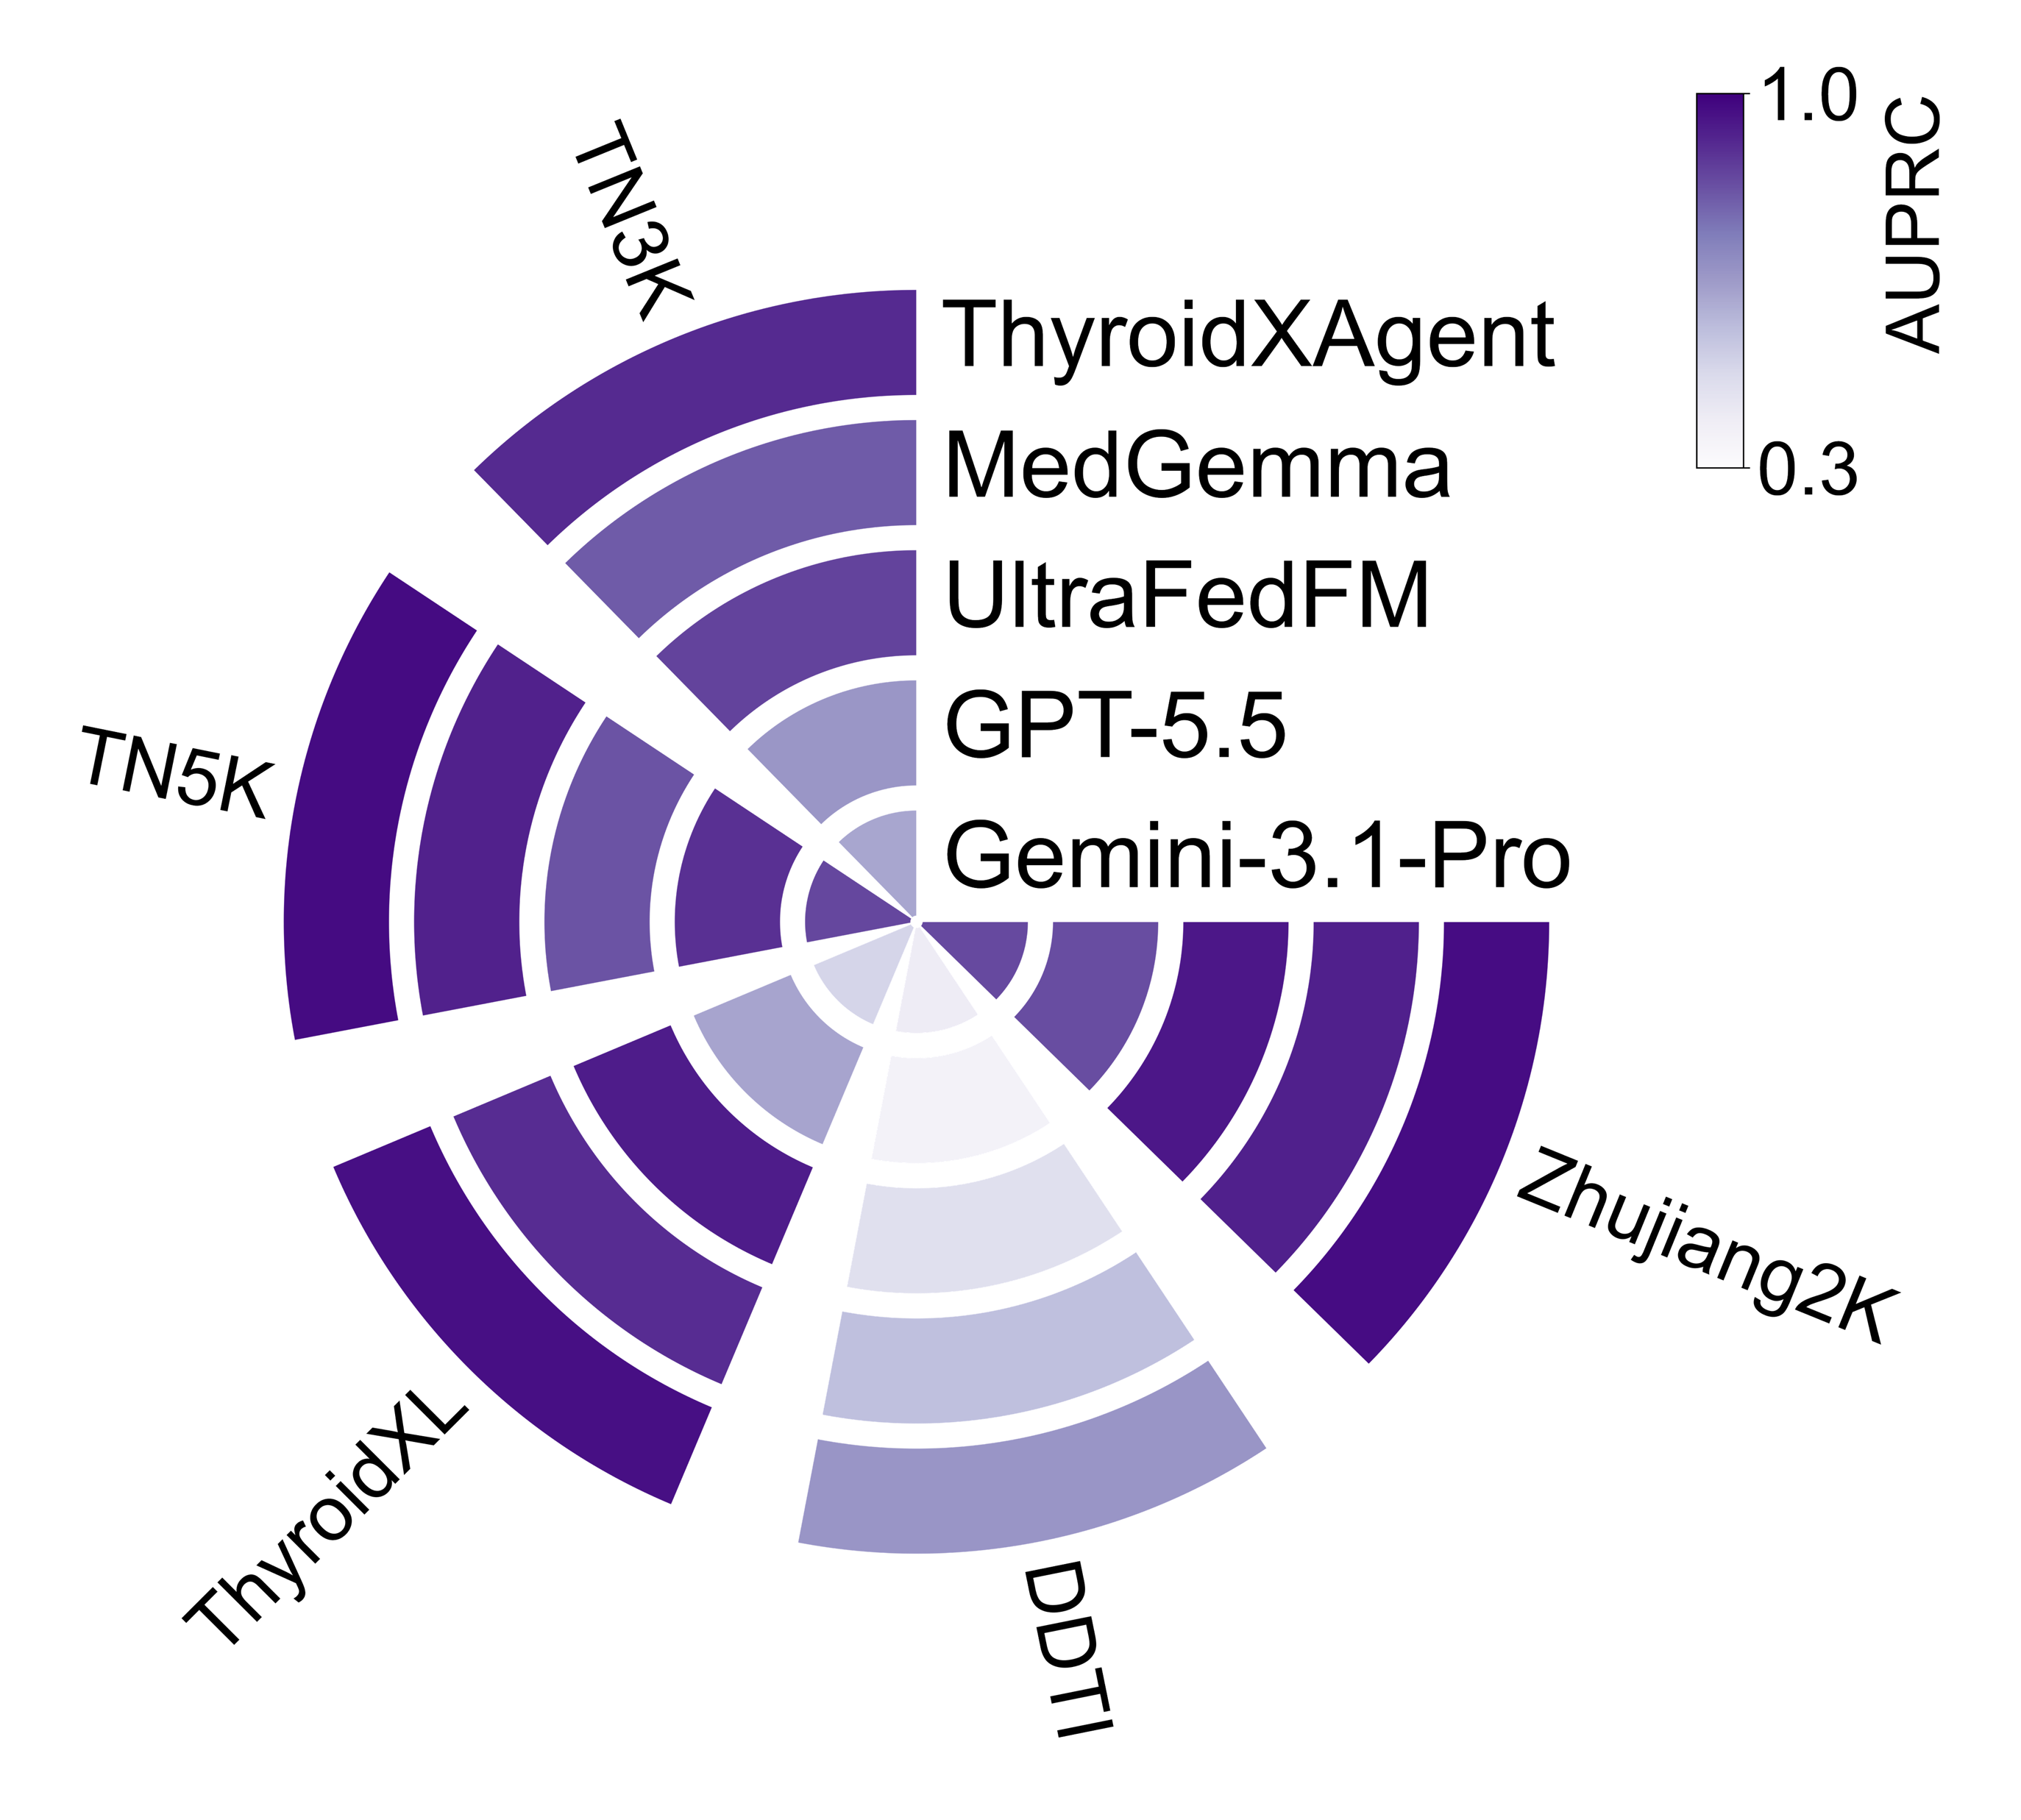 TN3K
ThyroidXAgent
MedGemma
UltraFedFM
GPT-5.5
Gemini-3.1-Pro
1.0
0.3
AUPRC
TN5K
Zhujiang2K
ThyroidXL
DDTI